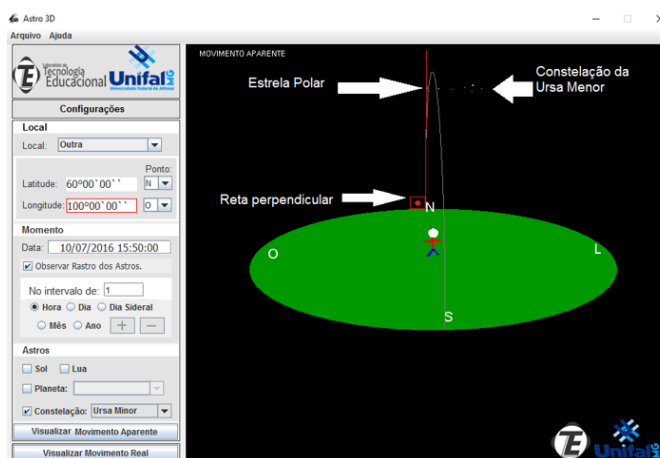 Astro 3D
Arquivo Ajuda
Laboratório de
Tecnologia
Educacional
Unifal MG
Universidade Federal de Alfenas
Configurações
Local
Local: Outra
Ponto:
Latitude: 60º00`00`` N
Longitude: 100º00`00`` O
Momento
Data: 10/07/2016 15:50:00
Observar Rastro dos Astros.
No intervalo de: 1
Hora Dia Dia Sideral
Mês Ano + -
Astros
Sol Lua
Planeta:
Constelação: Ursa Minor
Visualizar Movimento Aparente
Visualizar Movimento Real
MOVIMENTO APARENTE
Estrela Polar
Constelação da
Ursa Menor
Reta perpendicular
N
O
L
S
Unifal MG